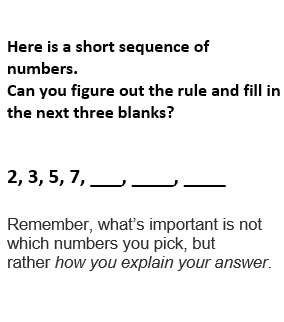 Here is a short sequence of
numbers.
Can you figure out the rule and fill in
the next three blanks?
2, 3, 5, 7, ___, ____, ____
Remember, what’s important is not
which numbers you pick, but
rather how you explain your answer.